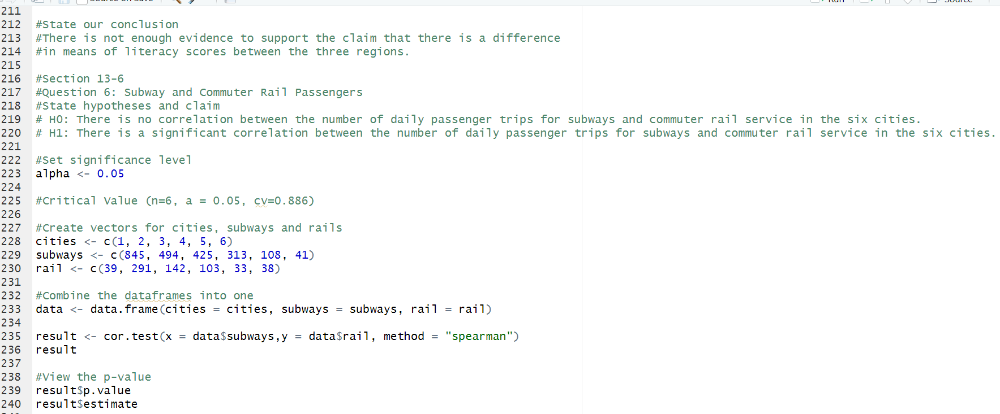 Source on Save
Run
Source
211
212 #State our conclusion
213 #There is not enough evidence to support the claim that there is a difference
214 #in means of literacy scores between the three regions.
215
216 #Section 13-6
217 #Question 6: Subway and Commuter Rail Passengers
218 #State hypotheses and claim
219 # H0: There is no correlation between the number of daily passenger trips for subways and commuter rail service in the six cities.
220 # H1: There is a significant correlation between the number of daily passenger trips for subways and commuter rail service in the six cities.
221
222 #Set significance level
223 alpha <- 0.05
224
225 #Critical Value (n=6, a = 0.05, cv=0.886)
226
227 #Create vectors for cities, subways and rails
228 cities <- c(1, 2, 3, 4, 5, 6)
229 subways <- c(845, 494, 425, 313, 108, 41)
230 rail <- c(39, 291, 142, 103, 33, 38)
231
232 #Combine the dataframes into one
233 data <- data.frame(cities = cities, subways = subways, rail = rail)
234
235 result <- cor.test(x = data$subways,y = data$rail, method = "spearman")
236 result
237
238 #View the p-value
239 result$p.value
240 result$estimate
241